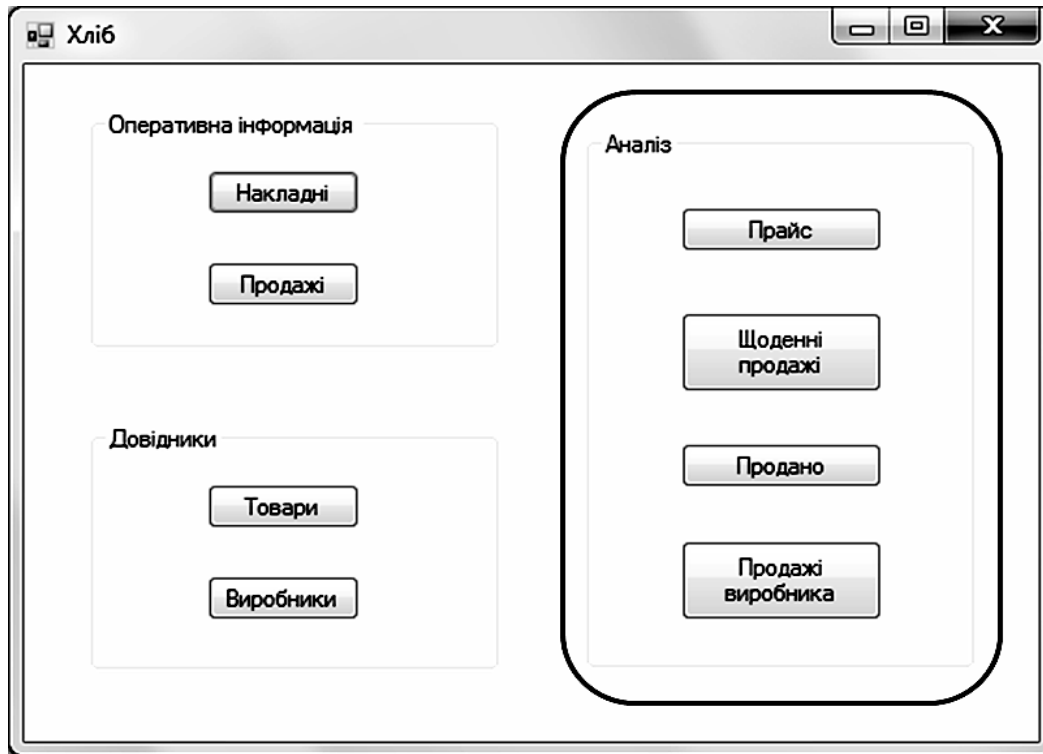 Хліб
Оперативна інформація
Накладні
Продажі
Довідники
Товари
Виробники
Аналіз
Прайс
Щоденні
продажі
Продано
Продажі
виробника